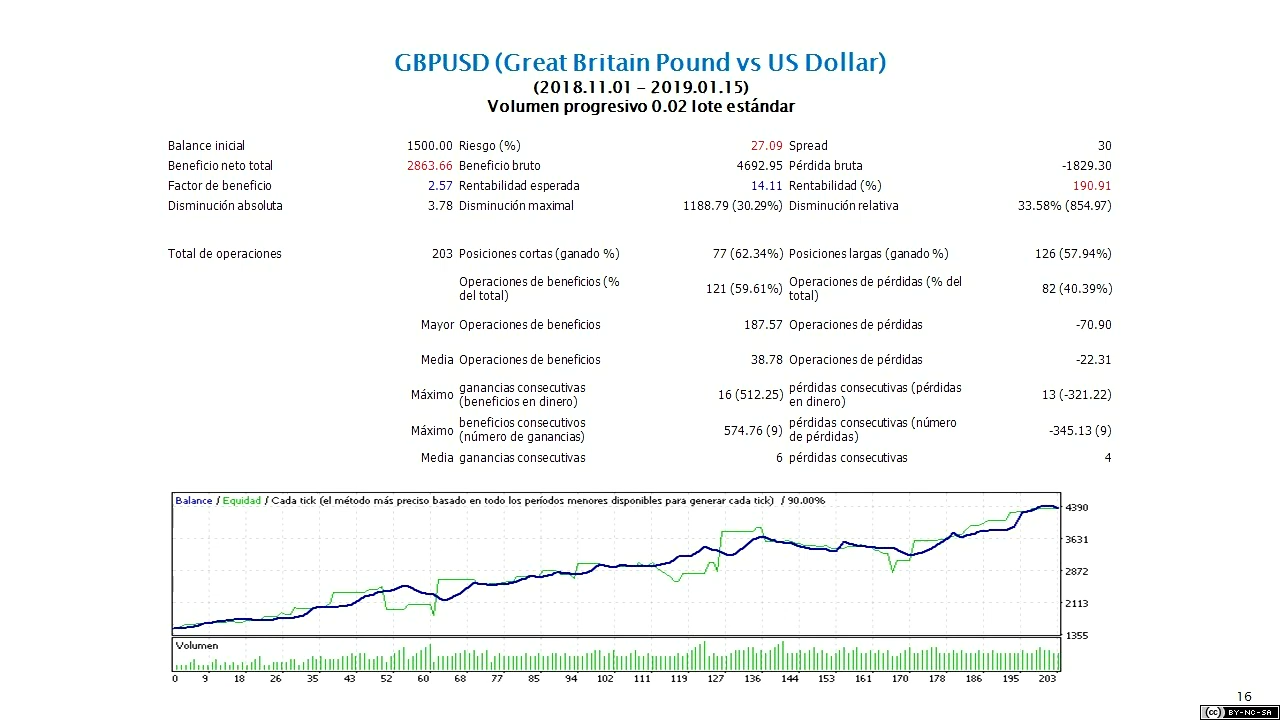 GBPUSD (Great Britain Pound vs US Dollar)
(2018.11.01 – 2019.01.15)
Volumen progresivo 0.02 lote estándar
Balance inicial 1500.00 Riesgo (%) 27.09 Spread 30
Beneficio neto total 2863.66 Beneficio bruto 4692.95 Pérdida bruta -1829.30
Factor de beneficio 2.57 Rentabilidad esperada 14.11 Rentabilidad (%) 190.91
Disminución absoluta 3.78 Disminución maximal 1188.79 (30.29%) Disminución relativa 33.58% (854.97)
Total de operaciones 203 Posiciones cortas (ganado %) 77 (62.34%) Posiciones largas (ganado %) 126 (57.94%)
Operaciones de beneficios (% del total) 121 (59.61%) Operaciones de pérdidas (% del total) 82 (40.39%)
Mayor Operaciones de beneficios 187.57 Operaciones de pérdidas -70.90
Media Operaciones de beneficios 38.78 Operaciones de pérdidas -22.31
Máximo ganancias consecutivas (beneficios en dinero) 16 (512.25) pérdidas consecutivas (pérdidas en dinero) 13 (-321.22)
Máximo beneficios consecutivos (número de ganancias) 574.76 (9) pérdidas consecutivas (número de pérdidas) -345.13 (9)
Media ganancias consecutivas 6 pérdidas consecutivas 4
Balance / Equidad / Cada tick (el método más preciso basado en todo los períodos menores disponibles para generar cada tick) / 90.00%
4390
3631
2872
2113
1355
Volumen
0 9 18 26 35 43 52 60 68 77 85 94 102 111 119 127 136 144 153 161 170 178 186 195 203
16
cc BY-NC-SA